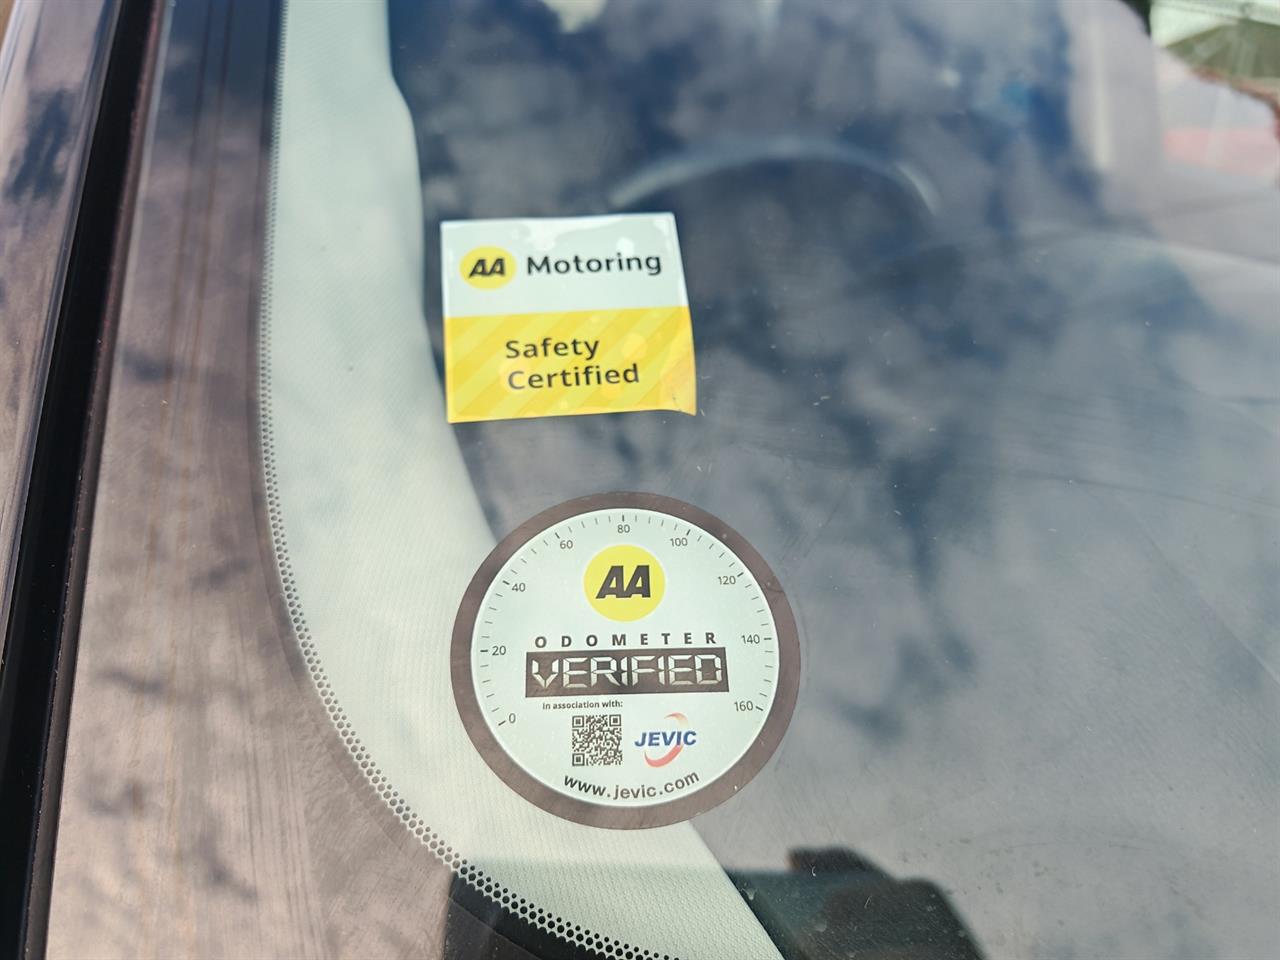 AA Motoring
Safety
Certified
80
60
100
40
120
AA
ODOMETER
20
140
VERIFIED
in association with:
0
160
JEVIC
www.jevic.com